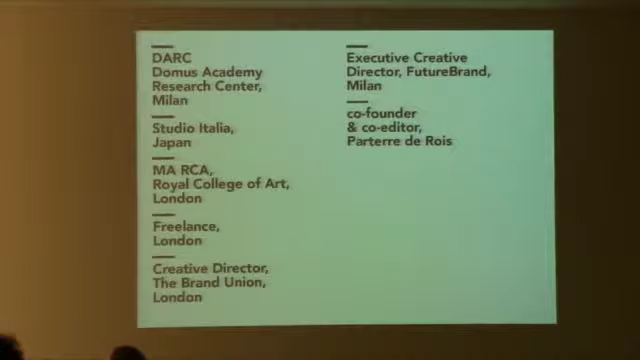 DARC
Domus Academy
Research Center,
Milan
Studio Italia,
Japan
MA RCA,
Royal College of Art,
London
Freelance,
London
Creative Director,
The Brand Union,
London
Executive Creative
Director, FutureBrand,
Milan
co-founder
& co-editor,
Parterre de Rois